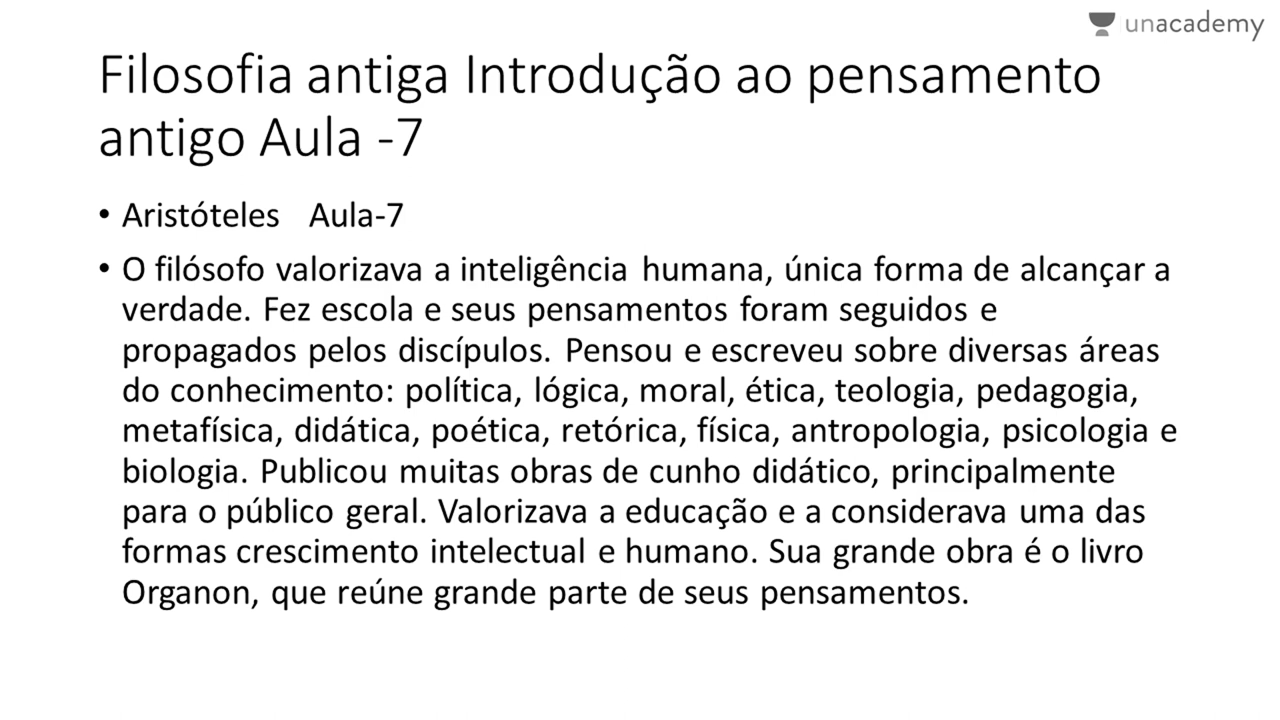 unacademy
Filosofia antiga Introdução ao pensamento
antigo Aula -7
• Aristóteles Aula-7
• O filósofo valorizava a inteligência humana, única forma de alcançar a
verdade. Fez escola e seus pensamentos foram seguidos e
propagados pelos discípulos. Pensou e escreveu sobre diversas áreas
do conhecimento: política, lógica, moral, ética, teologia, pedagogia,
metafísica, didática, poética, retórica, física, antropologia, psicologia e
biologia. Publicou muitas obras de cunho didático, principalmente
para o público geral. Valorizava a educação e a considerava uma das
formas crescimento intelectual e humano. Sua grande obra é o livro
Organon, que reúne grande parte de seus pensamentos.